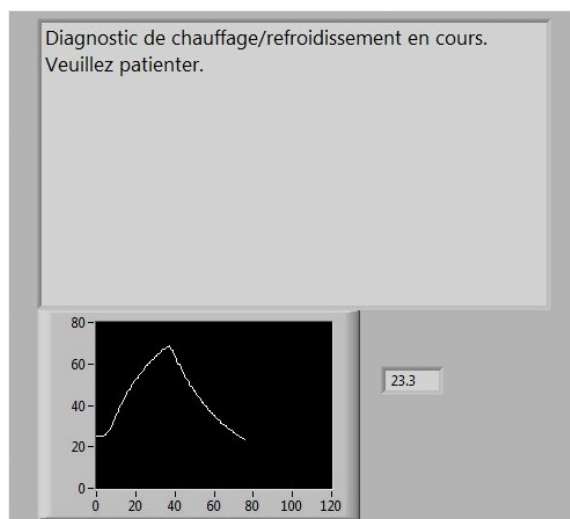 Diagnostic de chauffage/refroidissement en cours.
Veuillez patienter.
80
60
40
20
0
0 20 40 60 80 100 120
23.3